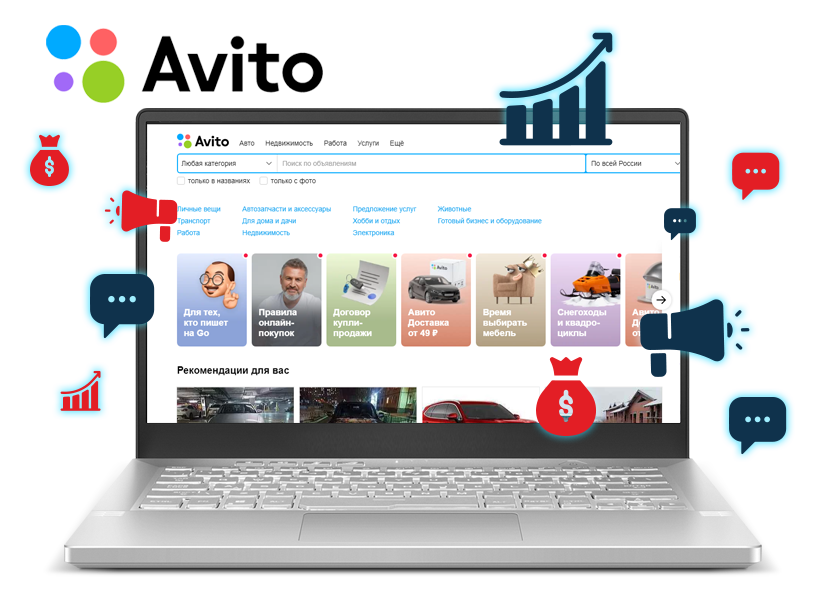 Avito
Avito Авто Недвижимость Работа Услуги Ещё
Любая категория Поиск по объявлениям По всей России
только в названиях только с фото
Личные вещи Автозапчасти и аксессуары Предложение услуг Животные
Транспорт Для дома и дачи Хобби и отдых Готовый бизнес и оборудование
Работа Недвижимость Электроника
Avito
Для тех,
кто пишет
на Go
Правила
онлайн-
покупок
Договор
купли-
продажи
Авито
Доставка
от 49 ₽
Время
выбирать
мебель
Снегоходы
и квадро-
циклы
Рекомендации для вас
$
$